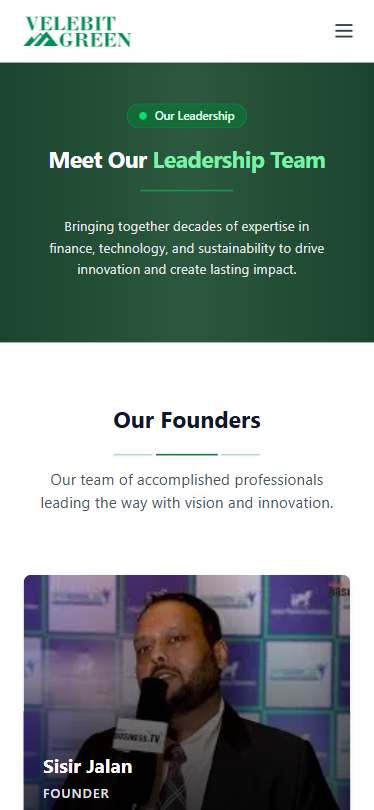 VELEBIT
GREEN
Our Leadership
Meet Our Leadership Team
Bringing together decades of expertise in
finance, technology, and sustainability to drive
innovation and create lasting impact.
Our Founders
Our team of accomplished professionals
leading the way with vision and innovation.
BUSINESS.TV
Sisir Jalan
FOUNDER